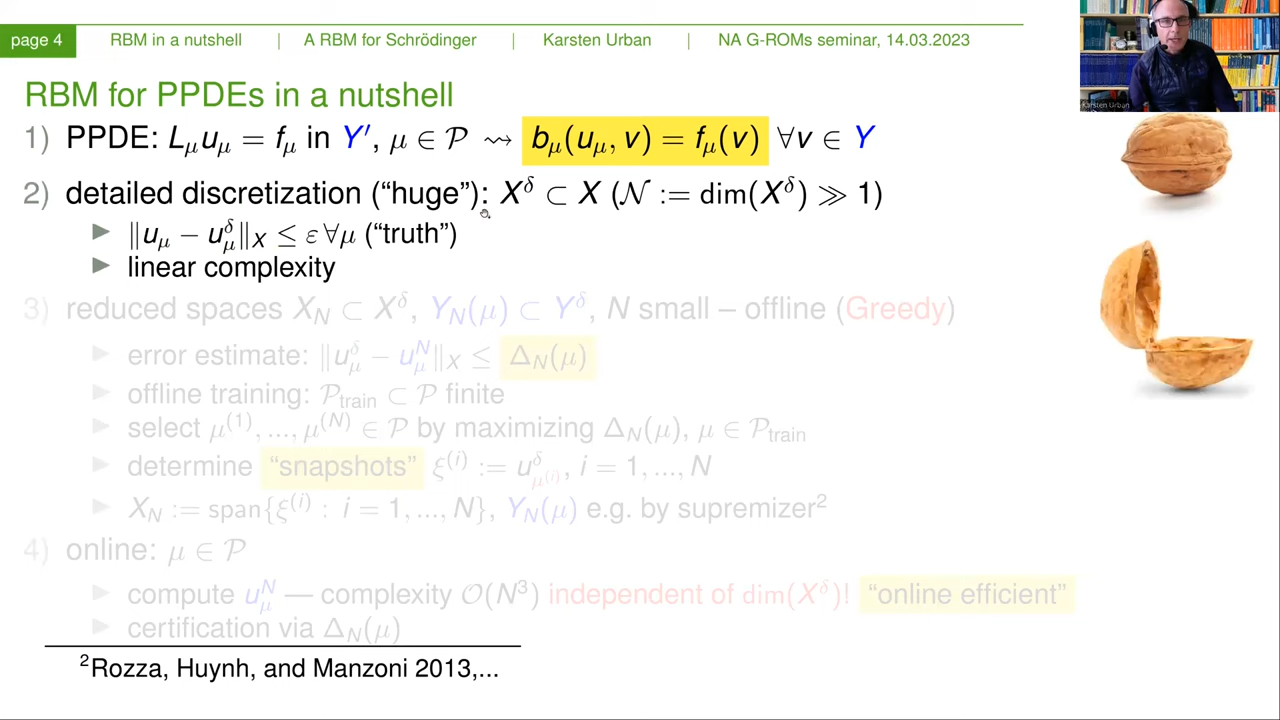 page 4 RBM in a nutshell | A RBM for Schrödinger | Karsten Urban | NA G-ROMs seminar, 14.03.2023
Karsten Urban
RBM for PPDEs in a nutshell
1) PPDE: L_μ u_μ = f_μ in Y′, μ ∈ 𝒫 ⇝ b_μ(u_μ, v) = f_μ(v) ∀v ∈ Y
2) detailed discretization (“huge”): X^δ ⊂ X (𝒩 := dim(X^δ) ≫ 1)
▶ ‖u_μ − u_μ^δ‖_X ≤ ε ∀μ (“truth”)
▶ linear complexity
3) reduced spaces X_N ⊂ X^δ, Y_N(μ) ⊂ Y^δ, N small – offline (Greedy)
▶ error estimate: ‖u_μ^δ − u_μ^N‖_X ≤ Δ_N(μ)
▶ offline training: 𝒫_train ⊂ 𝒫 finite
▶ select μ^(1), ..., μ^(N) ∈ 𝒫 by maximizing Δ_N(μ), μ ∈ 𝒫_train
▶ determine “snapshots” ξ^(i) := u^δ_μ^(i), i = 1, ..., N
▶ X_N := span{ξ^(i) : i = 1, ..., N}, Y_N(μ) e.g. by supremizer²
4) online: μ ∈ 𝒫
▶ compute u_μ^N — complexity 𝒪(N³) independent of dim(X^δ)! “online efficient”
▶ certification via Δ_N(μ)
²Rozza, Huynh, and Manzoni 2013,...